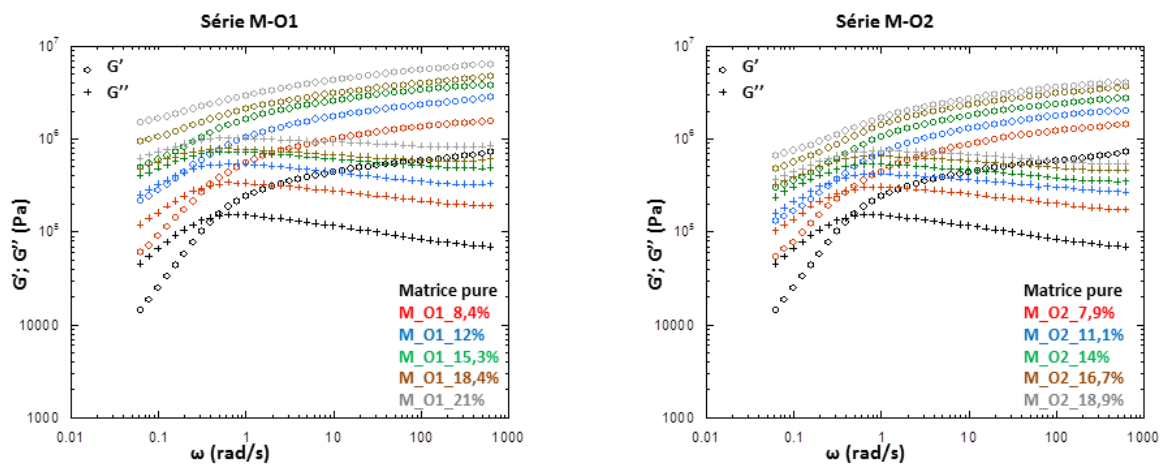 Série M-O1
10⁷
10⁶
10⁵
10000
1000
G'; G'' (Pa)
G'
G''
Matrice pure
M_O1_8,4%
M_O1_12%
M_O1_15,3%
M_O1_18,4%
M_O1_21%
0.01 0.1 1 10 100 1000
ω (rad/s)
Série M-O2
10⁷
10⁶
10⁵
10000
1000
G'; G'' (Pa)
G'
G''
Matrice pure
M_O2_7,9%
M_O2_11,1%
M_O2_14%
M_O2_16,7%
M_O2_18,9%
0.01 0.1 1 10 100 1000
ω (rad/s)